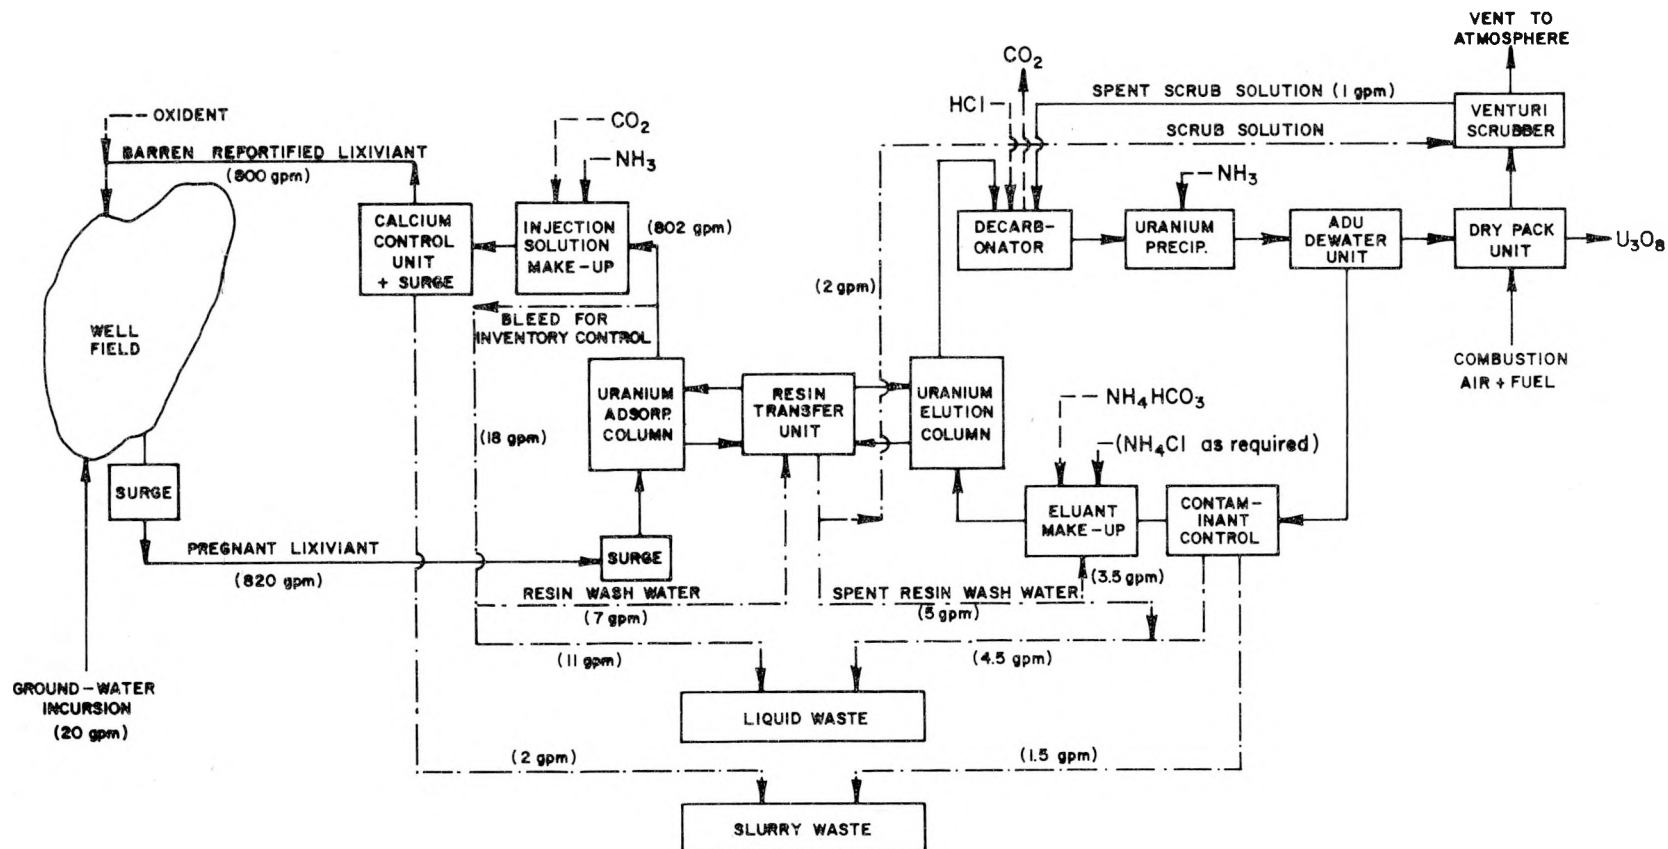 VENT TO
ATMOSPHERE
CO2
SPENT SCRUB SOLUTION (1 gpm)
HCl
VENTURI
SCRUBBER
SCRUB SOLUTION
OXIDENT
CO2
BARREN REFORTIFIED LIXIVIANT
(800 gpm)
NH3
NH3
CALCIUM
CONTROL
UNIT
+ SURGE
INJECTION
SOLUTION
MAKE-UP
(802 gpm)
DECARB-
ONATOR
URANIUM
PRECIP.
ADU
DEWATER
UNIT
DRY PACK
UNIT
U3O8
(2 gpm)
BLEED FOR
INVENTORY CONTROL
WELL
FIELD
COMBUSTION
AIR + FUEL
URANIUM
ADSORP.
COLUMN
RESIN
TRANSFER
UNIT
URANIUM
ELUTION
COLUMN
NH4HCO3
(NH4Cl as required)
(18 gpm)
SURGE
ELUANT
MAKE-UP
CONTAM-
INANT
CONTROL
PREGNANT LIXIVIANT
(820 gpm)
SURGE
(3.5 gpm)
RESIN WASH WATER
(7 gpm)
SPENT RESIN WASH WATER
(5 gpm)
(11 gpm)
(4.5 gpm)
GROUND-WATER
INCURSION
(20 gpm)
LIQUID WASTE
(2 gpm)
(1.5 gpm)
SLURRY WASTE